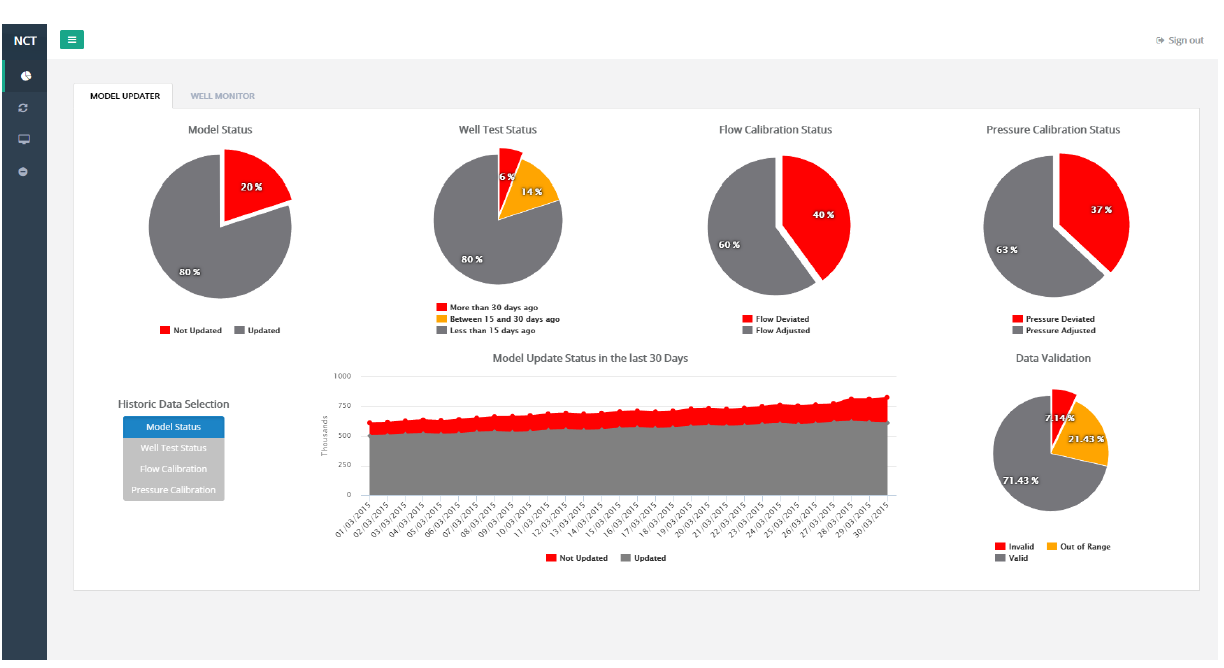 NCT
Sign out
MODEL UPDATER
WELL MONITOR
Model Status
20 %
80 %
Not Updated
Updated
Well Test Status
6 %
14 %
80 %
More than 30 days ago
Between 15 and 30 days ago
Less than 15 days ago
Flow Calibration Status
40 %
60 %
Flow Deviated
Flow Adjusted
Pressure Calibration Status
37 %
63 %
Pressure Deviated
Pressure Adjusted
Historic Data Selection
Model Status
Well Test Status
Flow Calibration
Pressure Calibration
Model Update Status in the last 30 Days
Thousands
1000
750
500
250
0
01/03/2015
02/03/2015
03/03/2015
04/03/2015
05/03/2015
06/03/2015
07/03/2015
08/03/2015
09/03/2015
10/03/2015
11/03/2015
12/03/2015
13/03/2015
14/03/2015
15/03/2015
16/03/2015
17/03/2015
18/03/2015
19/03/2015
20/03/2015
21/03/2015
22/03/2015
23/03/2015
24/03/2015
25/03/2015
26/03/2015
27/03/2015
28/03/2015
29/03/2015
30/03/2015
Not Updated
Updated
Data Validation
7.14 %
21.43 %
71.43 %
Invalid
Out of Range
Valid